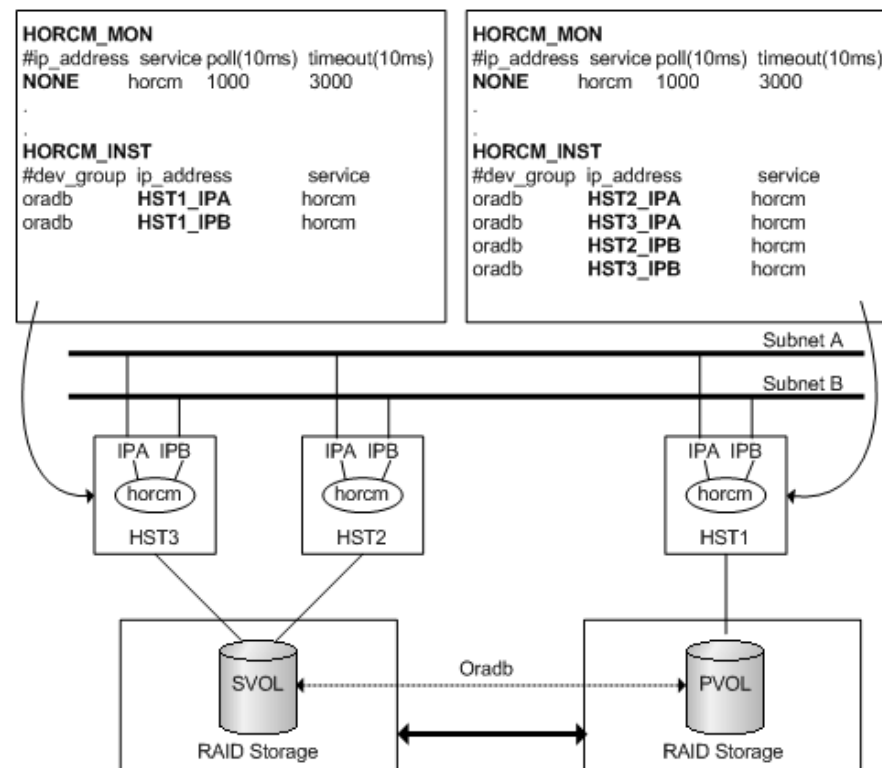 HORCM_MON
#ip_address service poll(10ms) timeout(10ms)
NONE horcm 1000 3000
.
.
HORCM_INST
#dev_group ip_address service
oradb HST1_IPA horcm
oradb HST1_IPB horcm
HORCM_MON
#ip_address service poll(10ms) timeout(10ms)
NONE horcm 1000 3000
.
.
HORCM_INST
#dev_group ip_address service
oradb HST2_IPA horcm
oradb HST3_IPA horcm
oradb HST2_IPB horcm
oradb HST3_IPB horcm
Subnet A
Subnet B
IPA IPB
horcm
HST3
IPA IPB
horcm
HST2
IPA IPB
horcm
HST1
SVOL
Oradb
PVOL
RAID Storage
RAID Storage